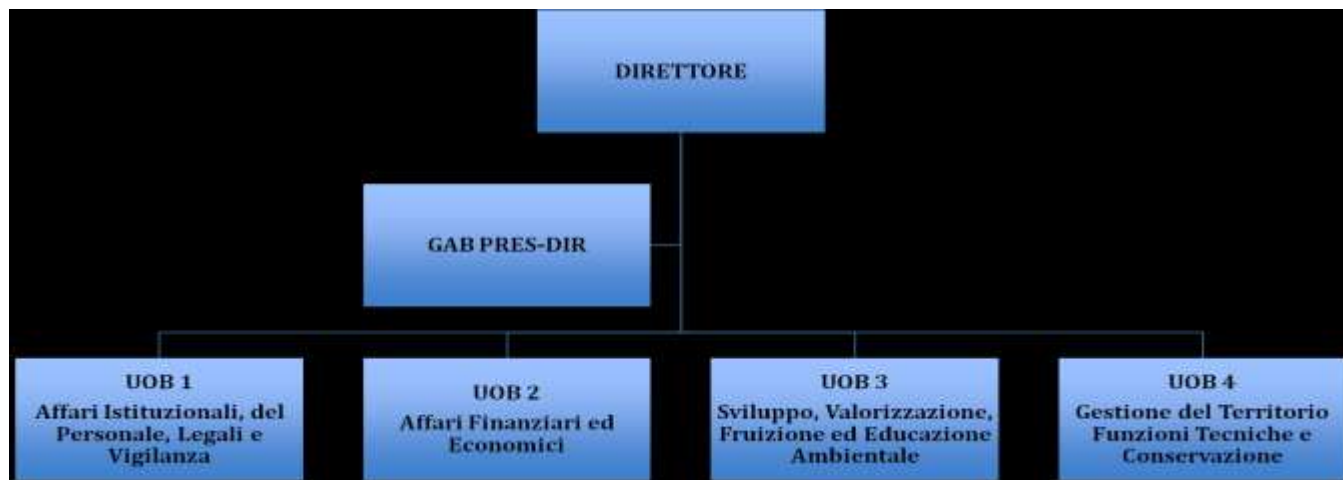 DIRETTORE
GAB PRES-DIR
UOB 1
Affari Istituzionali, del
Personale, Legali e
Vigilanza
UOB 2
Affari Finanziari ed
Economici
UOB 3
Sviluppo, Valorizzazione,
Fruizione ed Educazione
Ambientale
UOB 4
Gestione del Territorio
Funzioni Tecniche e
Conservazione